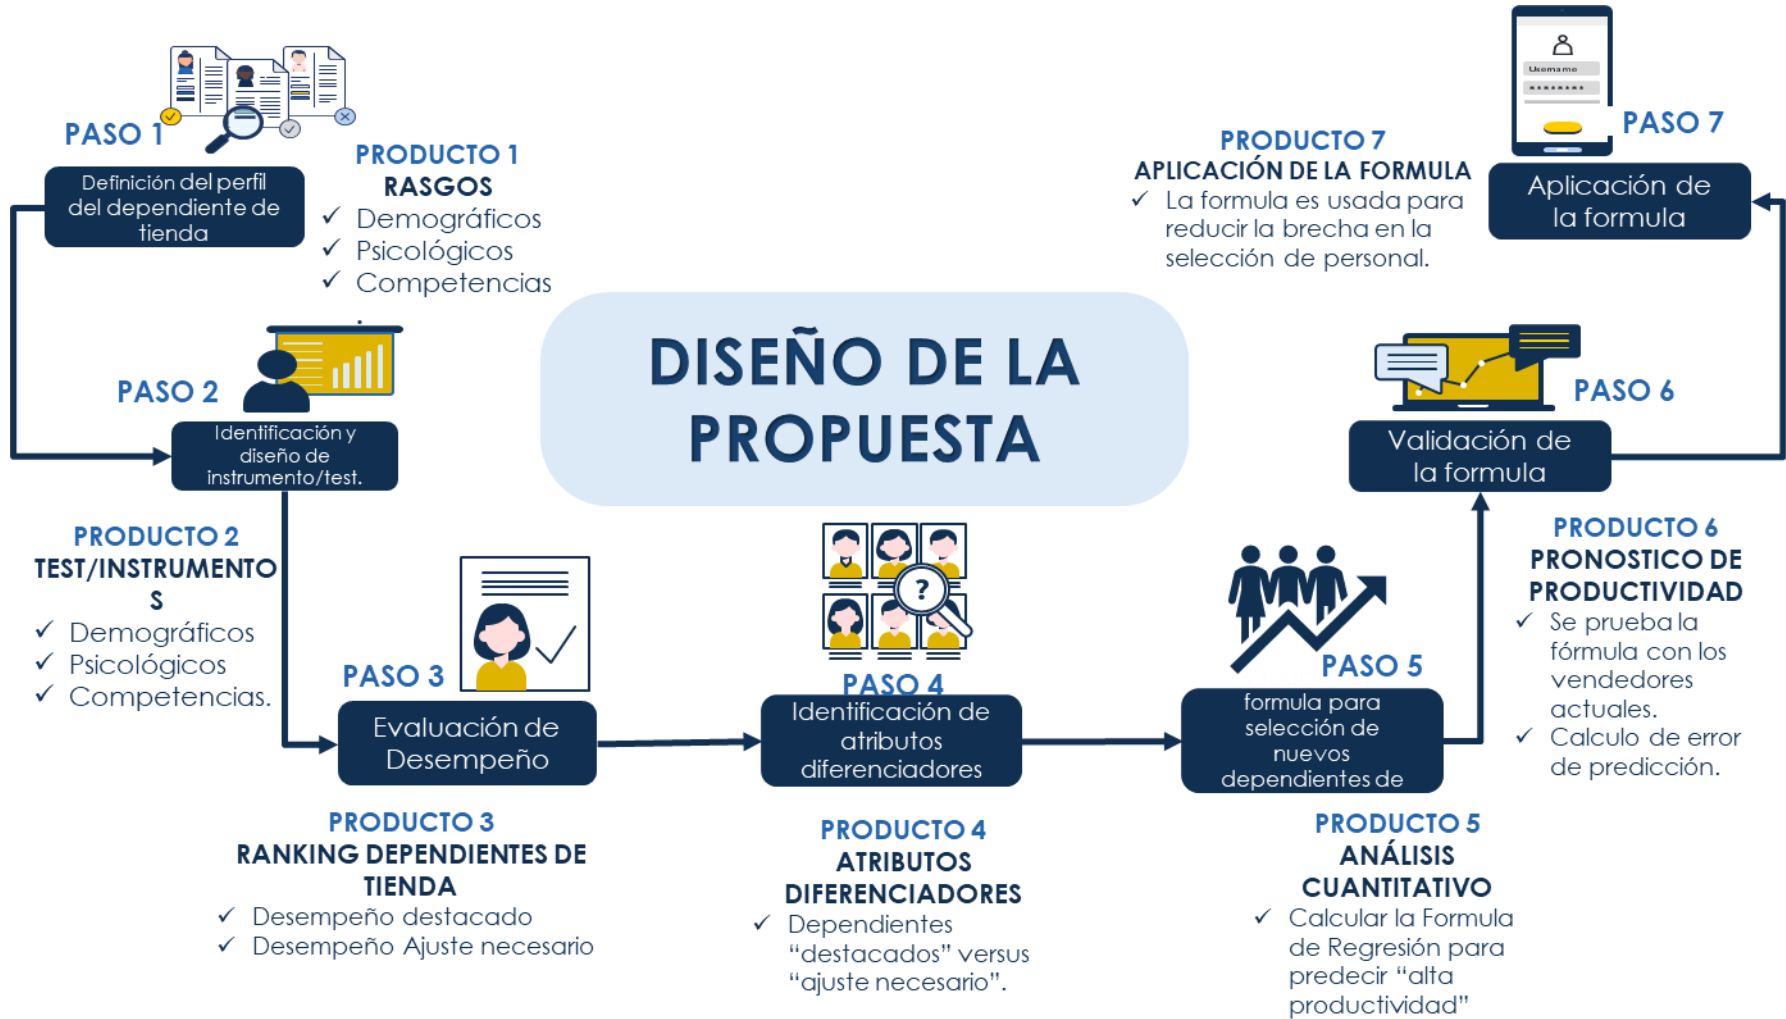 PASO 1
Definición del perfil
del dependiente de
tienda
PRODUCTO 1
RASGOS
✓ Demográficos
✓ Psicológicos
✓ Competencias
PASO 2
Identificación y
diseño de
instrumento/test.
PRODUCTO 2
TEST/INSTRUMENTO
S
✓ Demográficos
✓ Psicológicos
✓ Competencias.
DISEÑO DE LA
PROPUESTA
PASO 3
Evaluación de
Desempeño
PRODUCTO 3
RANKING DEPENDIENTES DE
TIENDA
✓ Desempeño destacado
✓ Desempeño Ajuste necesario
?
PASO 4
Identificación de
atributos
diferenciadores
PRODUCTO 4
ATRIBUTOS
DIFERENCIADORES
✓ Dependientes
“destacados” versus
“ajuste necesario”.
PASO 5
formula para
selección de
nuevos
dependientes de
PRODUCTO 5
ANÁLISIS
CUANTITATIVO
✓ Calcular la Formula
de Regresión para
predecir “alta
productividad”
PASO 6
Validación de
la formula
PRODUCTO 6
PRONOSTICO DE
PRODUCTIVIDAD
✓ Se prueba la
fórmula con los
vendedores
actuales.
✓ Calculo de error
de predicción.
Username
********
PASO 7
Aplicación de
la formula
PRODUCTO 7
APLICACIÓN DE LA FORMULA
✓ La formula es usada para
reducir la brecha en la
selección de personal.